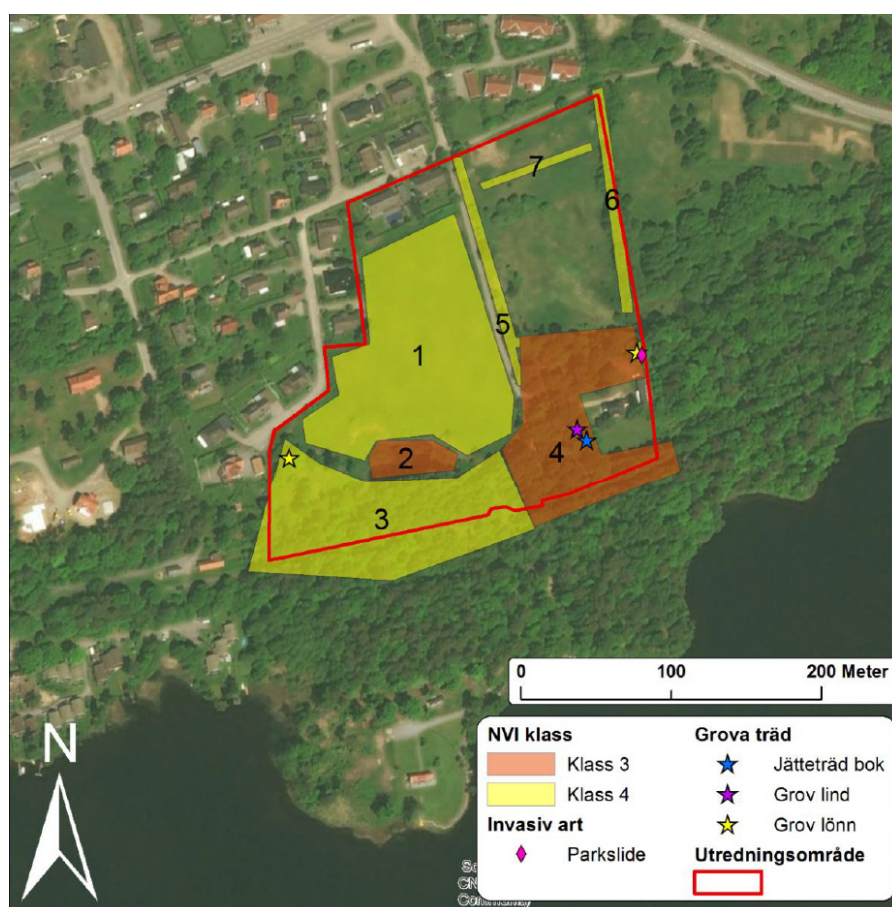 7
6
5
1
2
4
3
0 100 200 Meter
N
NVI klass
Klass 3
Klass 4
Invasiv art
Parkslide
Grova träd
Jätteträd bok
Grov lind
Grov lönn
Utredningsområde